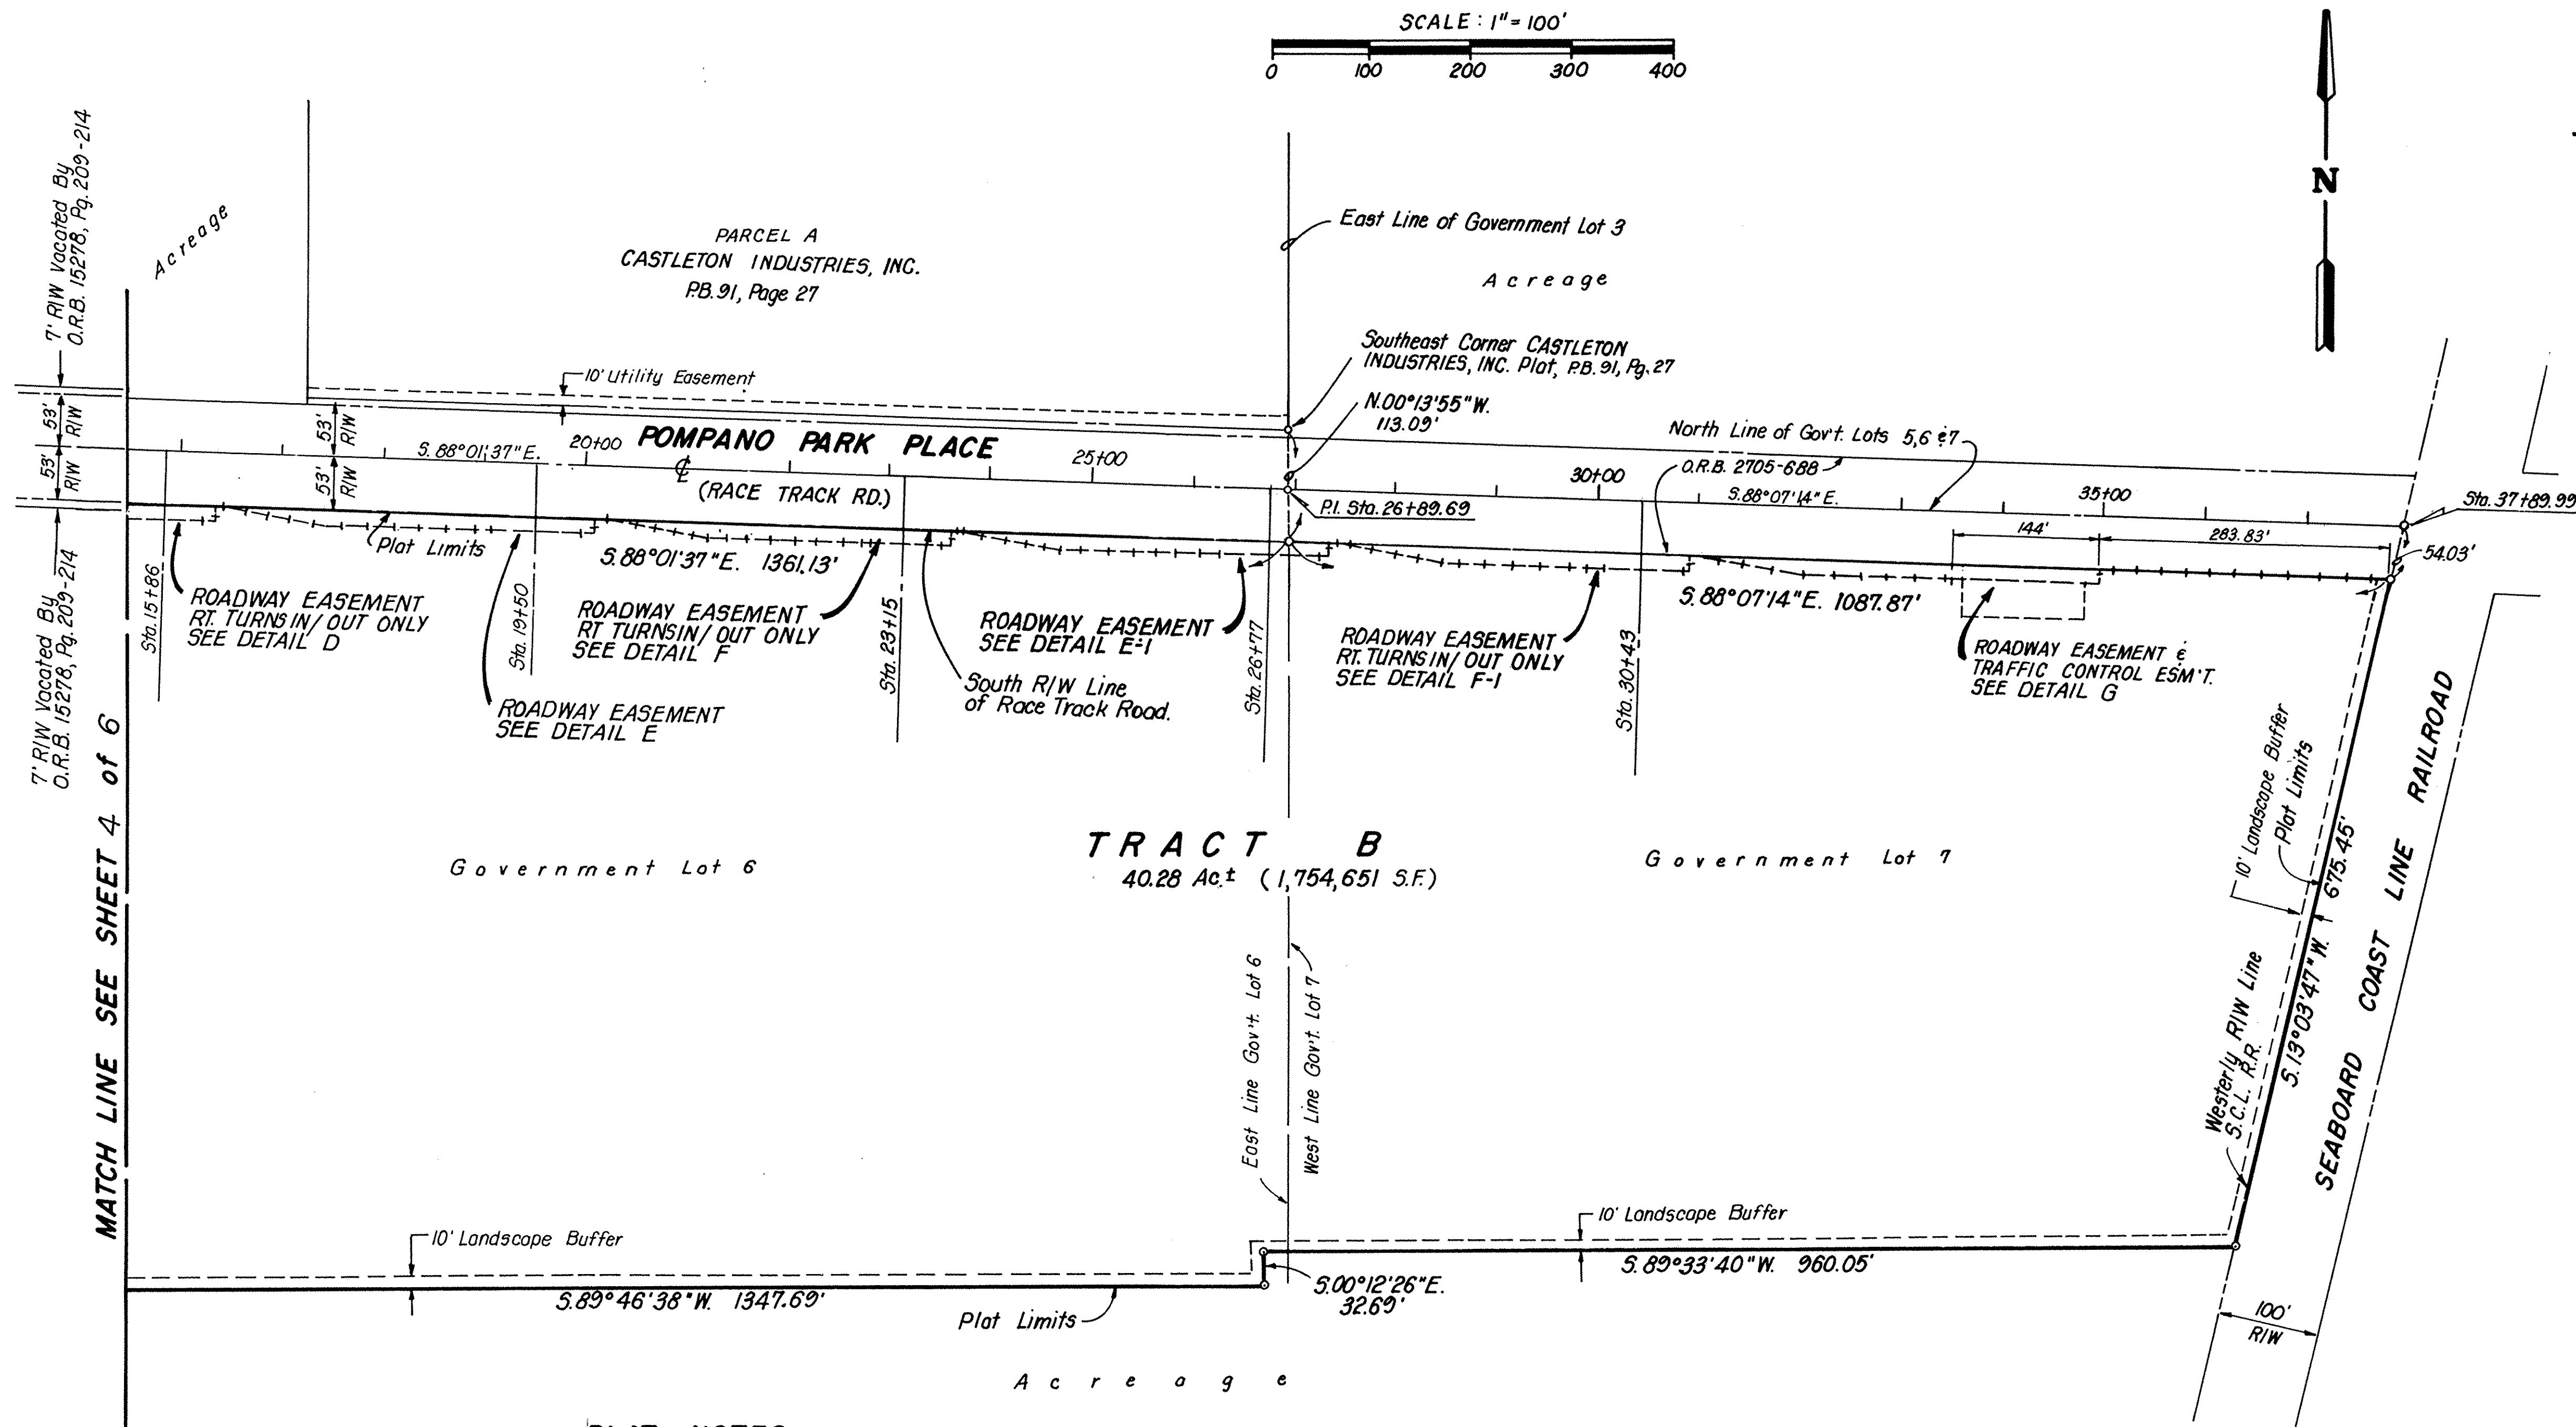 SCALE : 1" = 100'
0 100 200 300 400
N
7' R/W Vacated By
O.R.B. 15278, Pg. 209-214
Acreage
PARCEL A
CASTLETON INDUSTRIES, INC.
P.B. 91, Page 27
East Line of Government Lot 3
Acreage
Southeast Corner CASTLETON
INDUSTRIES, INC. Plat, P.B. 91, Pg. 27
N.00°13'55"W.
113.09'
10' Utility Easement
53'
R/W
53'
R/W
53'
R/W
53'
R/W
S.88°01'37"E.
20+00
POMPANO PARK PLACE
25+00
℄
(RACE TRACK RD.)
North Line of Gov't. Lots 5,6 & 7
O.R.B. 2705-688
30+00
S.88°07'14"E.
35+00
Sta. 37+89.99
P.I. Sta. 26+89.69
144'
283.83'
54.03'
Plat Limits
S.88°01'37"E. 1361.13'
S.88°07'14"E. 1087.87'
7' R/W Vacated By
O.R.B. 15278, Pg. 209-214
Sta. 15+86
ROADWAY EASEMENT
RT. TURNS IN/OUT ONLY
SEE DETAIL D
Sta. 19+50
ROADWAY EASEMENT
SEE DETAIL E
ROADWAY EASEMENT
RT TURNS IN/OUT ONLY
SEE DETAIL F
Sta. 23+15
South R/W Line
of Race Track Road.
ROADWAY EASEMENT
SEE DETAIL E-1
Sta. 26+77
ROADWAY EASEMENT
RT. TURNS IN/OUT ONLY
SEE DETAIL F-1
Sta. 30+43
ROADWAY EASEMENT &
TRAFFIC CONTROL ESM'T.
SEE DETAIL G
MATCH LINE SEE SHEET 4 of 6
Government Lot 6
TRACT B
40.28 Ac.± (1,754,651 S.F.)
Government Lot 7
10' Landscape Buffer
Plat Limits
675.45'
S.13°03'47"W.
SEABOARD COAST LINE RAILROAD
Westerly R/W Line
S.C.L. R.R.
East Line Gov't. Lot 6
West Line Gov't. Lot 7
10' Landscape Buffer
10' Landscape Buffer
S.89°46'38"W. 1347.69'
Plat Limits
S.00°12'26"E.
32.69'
S.89°33'40"W. 960.05'
100'
R/W
Acreage